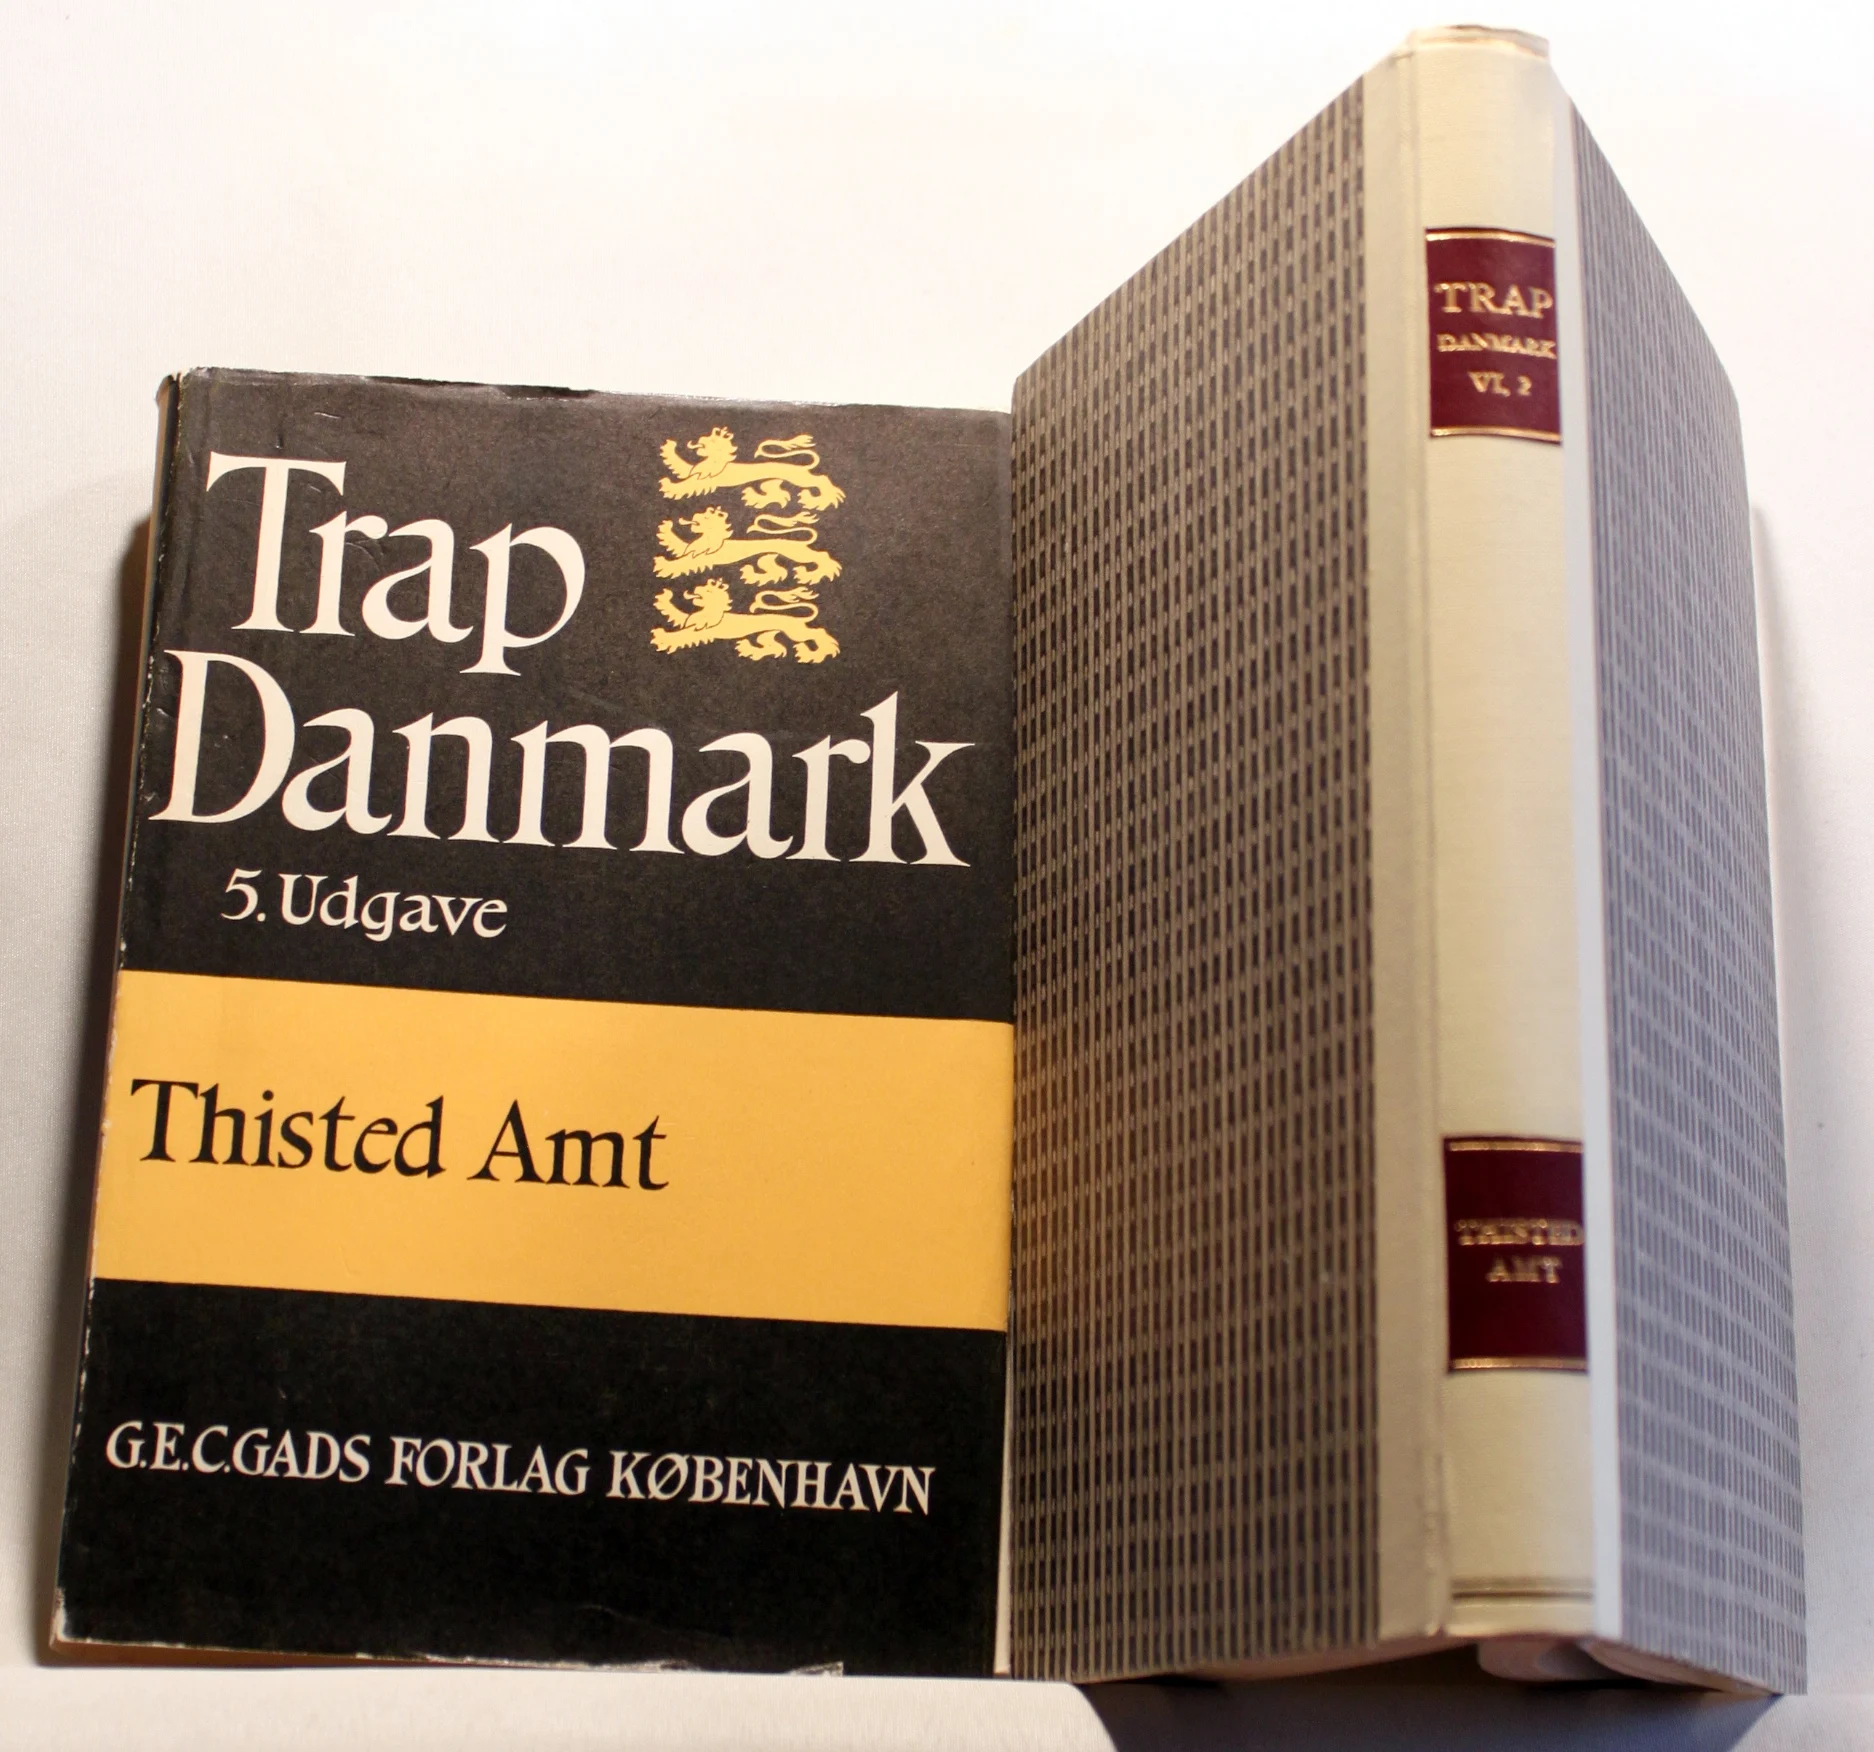 Trap
Danmark
5. Udgave
Thisted Amt
G.E.C. GADS FORLAG KØBENHAVN
TRAP
DANMARK
VI, 2
THISTED
AMT